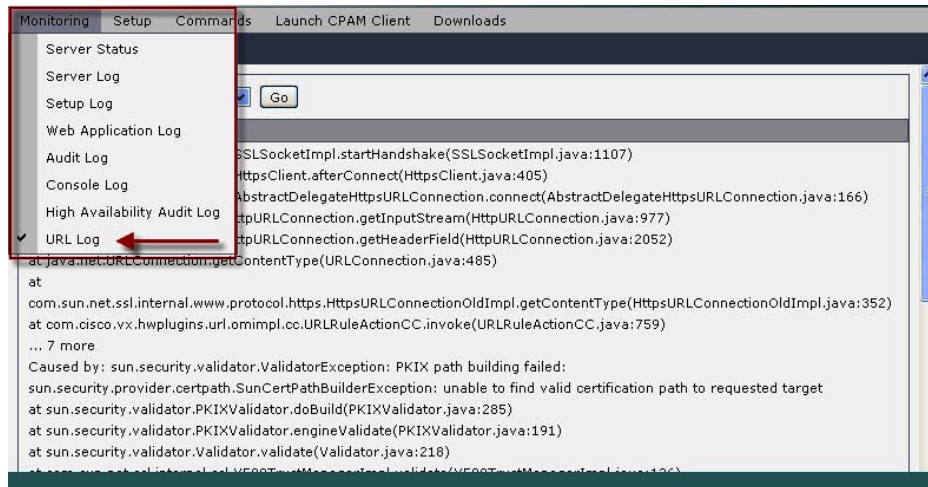 Monitoring Setup Commands Launch CPAM Client Downloads
Server Status
Server Log
Setup Log
Web Application Log
Audit Log
Console Log
High Availability Audit Log
URL Log
Go
SSLSocketImpl.startHandshake(SSLSocketImpl.java:1107)
HttpsClient.afterConnect(HttpsClient.java:405)
AbstractDelegateHttpsURLConnection.connect(AbstractDelegateHttpsURLConnection.java:166)
HttpURLConnection.getInputStream(HttpURLConnection.java:977)
HttpURLConnection.getHeaderField(HttpURLConnection.java:2052)
at java.net.URLConnection.getContentType(URLConnection.java:485)
at
com.sun.net.ssl.internal.www.protocol.https.HttpsURLConnectionOldImpl.getContentType(HttpsURLConnectionOldImpl.java:352)
at com.cisco.vx.hwplugins.url.omimpl.cc.URLRuleActionCC.invoke(URLRuleActionCC.java:759)
... 7 more
Caused by: sun.security.validator.ValidatorException: PKIX path building failed:
sun.security.provider.certpath.SunCertPathBuilderException: unable to find valid certification path to requested target
at sun.security.validator.PKIXValidator.doBuild(PKIXValidator.java:285)
at sun.security.validator.PKIXValidator.engineValidate(PKIXValidator.java:191)
at sun.security.validator.Validator.validate(Validator.java:218)